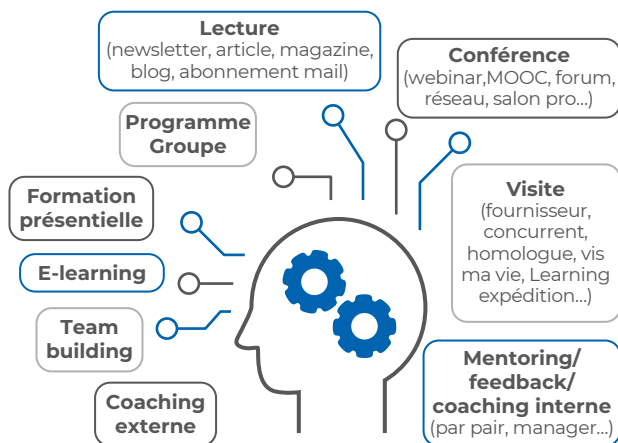 Lecture
(newsletter, article, magazine,
blog, abonnement mail)
Conférence
(webinar,MOOC, forum,
réseau, salon pro...)
Programme
Groupe
Formation
présentielle
Visite
(fournisseur,
concurrent,
homologue, vis
ma vie, Learning
expédition...)
E-learning
Team
building
Mentoring/
feedback/
coaching interne
(par pair, manager...)
Coaching
externe